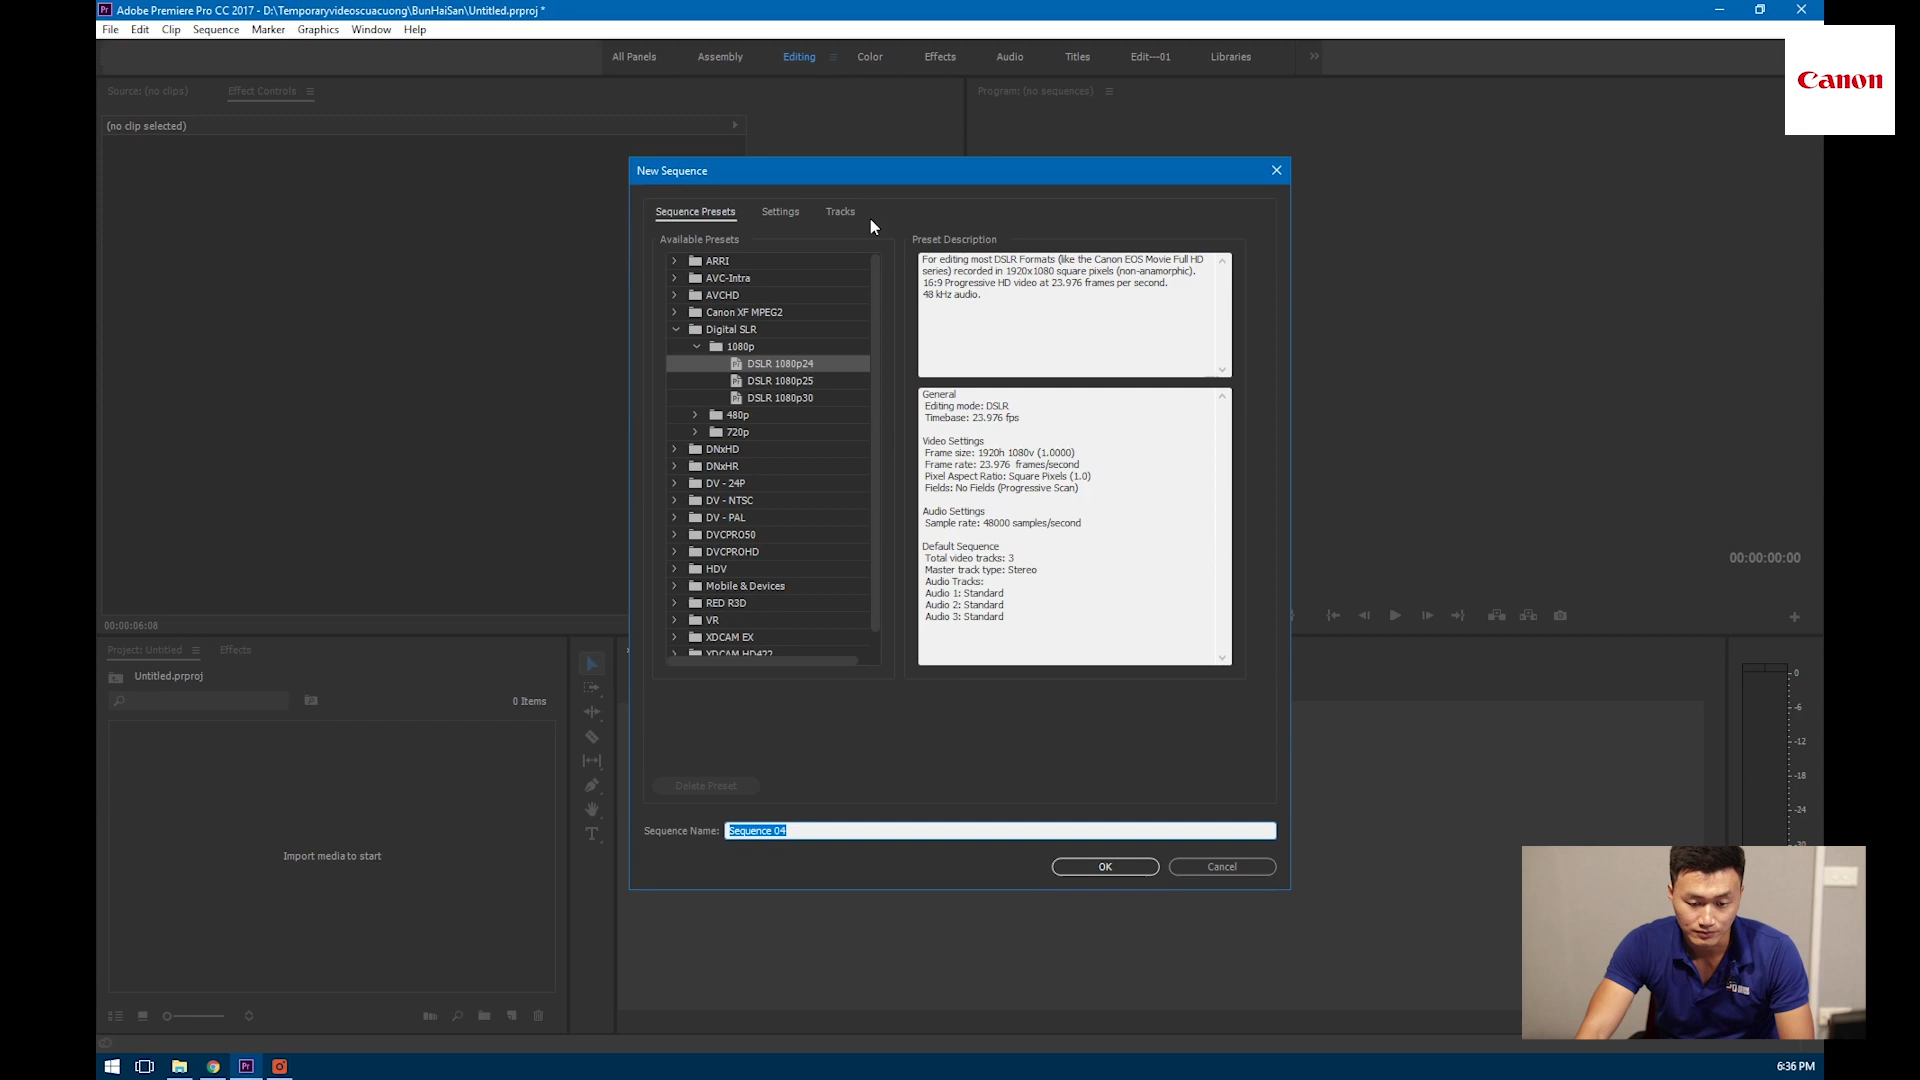 Adobe Premiere Pro CC 2017 - D:\Temporaryvideoscuacuong\BunHaiSan\Untitled.prproj *
File Edit Clip Sequence Marker Graphics Window Help
All Panels Assembly Editing Color Effects Audio Titles Edit---01 Libraries
Canon
Source: (no clips) Effect Controls
Program: (no sequences)
(no clip selected)
New Sequence
Sequence Presets Settings Tracks
Available Presets
ARRI
AVC-Intra
AVCHD
Canon XF MPEG2
Digital SLR
1080p
DSLR 1080p24
DSLR 1080p25
DSLR 1080p30
480p
720p
DNxHD
DNxHR
DV - 24P
DV - NTSC
DV - PAL
DVCPRO50
DVCPROHD
HDV
Mobile & Devices
RED R3D
VR
XDCAM EX
XDCAM HD422
Preset Description
For editing most DSLR Formats (like the Canon EOS Movie Full HD
series) recorded in 1920x1080 square pixels (non-anamorphic).
16:9 Progressive HD video at 23.976 frames per second.
48 kHz audio.
General
Editing mode: DSLR
Timebase: 23.976 fps
Video Settings
Frame size: 1920h 1080v (1.0000)
Frame rate: 23.976 frames/second
Pixel Aspect Ratio: Square Pixels (1.0)
Fields: No Fields (Progressive Scan)
Audio Settings
Sample rate: 48000 samples/second
Default Sequence
Total video tracks: 3
Master track type: Stereo
Audio Tracks:
Audio 1: Standard
Audio 2: Standard
Audio 3: Standard
Delete Preset
Sequence Name: Sequence 04
OK Cancel
00:00:00:00
00:00:06:08
Project: Untitled Effects
Untitled.prproj
0 Items
Import media to start
0
-6
-12
-18
-24
-30
6:36 PM